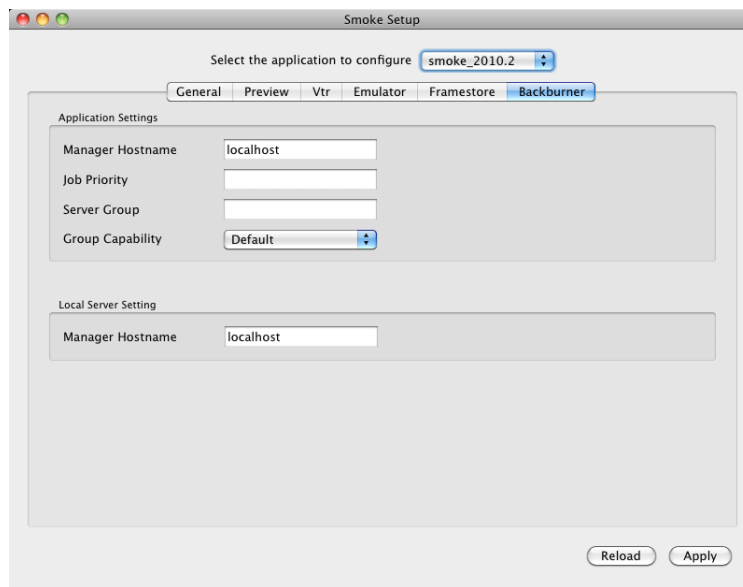 Smoke Setup
Select the application to configure smoke_2010.2
General Preview Vtr Emulator Framestore Backburner
Application Settings
Manager Hostname localhost
Job Priority
Server Group
Group Capability Default
Local Server Setting
Manager Hostname localhost
Reload Apply